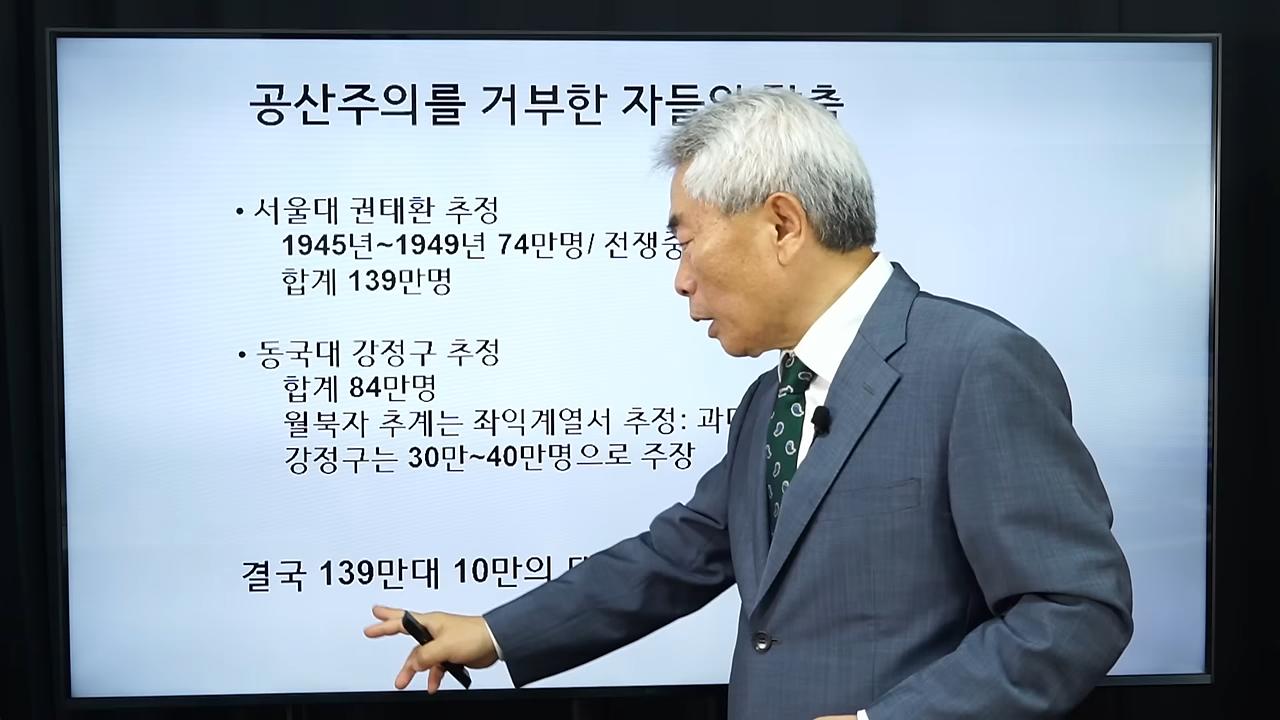 공산주의를 거부한 자들의 탈출
• 서울대 권태환 추정
1945년~1949년 74만명/ 전쟁중
합계 139만명
• 동국대 강정구 추정
합계 84만명
월북자 추계는 좌익계열서 추정:
강정구는 30만~40만명으로 주장
결국 139만대 10만의